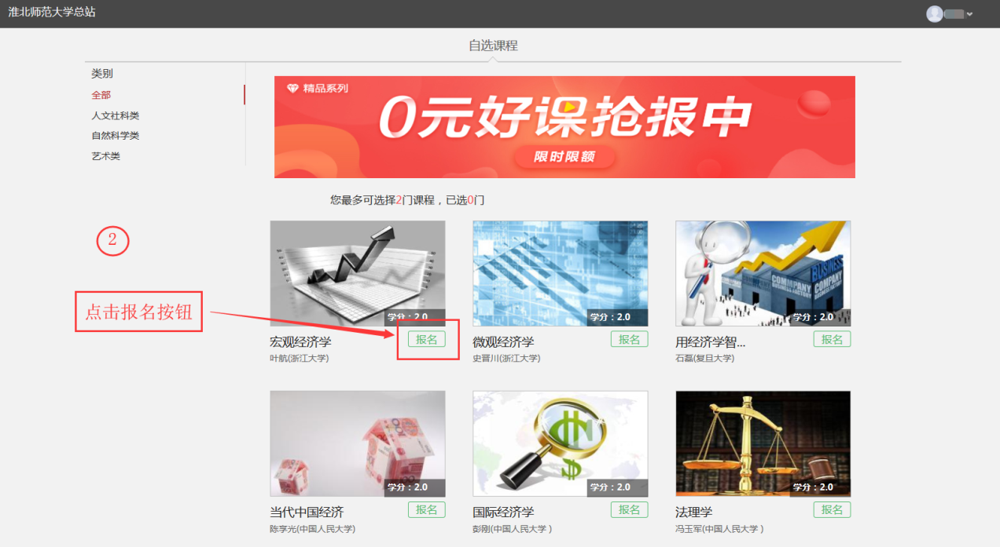 淮北师范大学总站
自选课程
类别
全部
人文社科类
自然科学类
艺术类
精品系列
0元好课抢报中
限时限额
您最多可选择2门课程，已选0门
2
点击报名按钮
学分：2.0
宏观经济学
报名
叶航(浙江大学)
学分：2.0
微观经济学
报名
史晋川(浙江大学)
BUSINESS
COMMPANY
COMPANY
BUSINESS FACTORY
学分：2.0
用经济学智...
报名
石磊(复旦大学)
学分：2.0
当代中国经济
报名
陈享光(中国人民大学)
学分：2.0
国际经济学
报名
彭刚(中国人民大学 )
学分：2.0
法理学
报名
冯玉军(中国人民大学 )